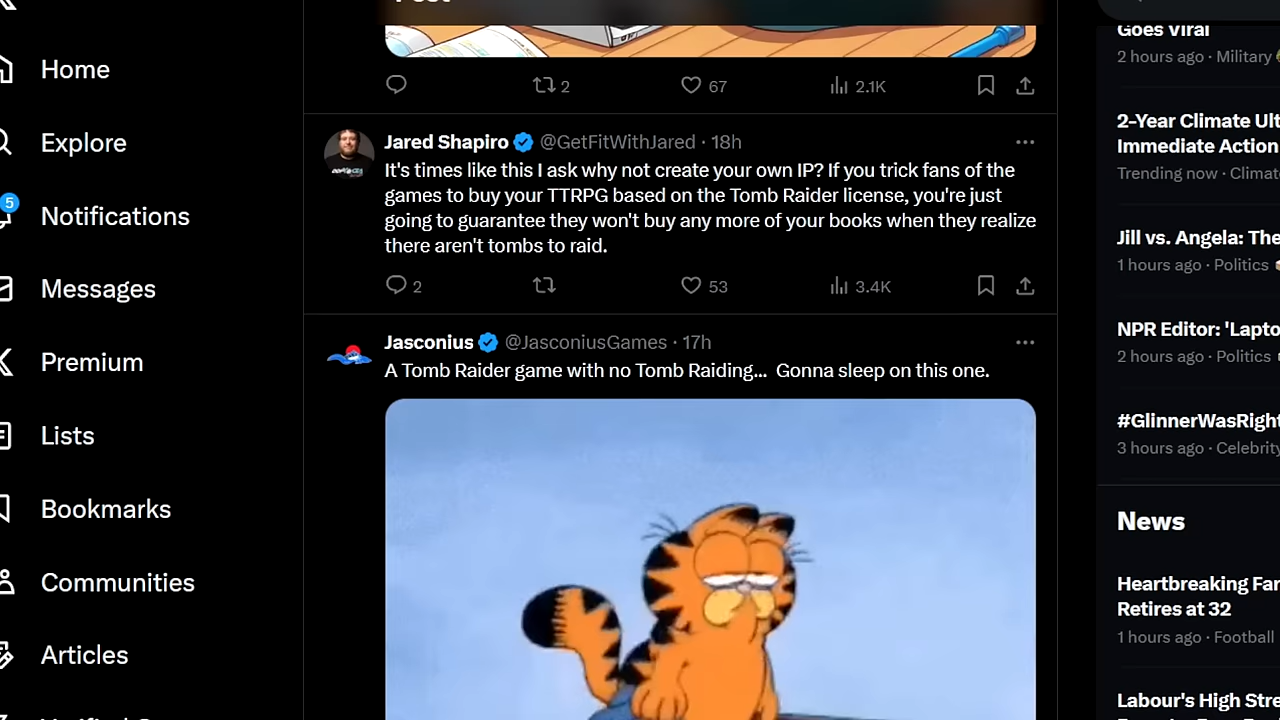 Home
Explore
5
Notifications
Messages
Premium
Lists
Bookmarks
Communities
Articles
2
67
2.1K
Jared Shapiro @GetFitWithJared · 18h
It's times like this I ask why not create your own IP? If you trick fans of the
games to buy your TTRPG based on the Tomb Raider license, you're just
going to guarantee they won't buy any more of your books when they realize
there aren't tombs to raid.
2
53
3.4K
Jasconius @JasconiusGames · 17h
A Tomb Raider game with no Tomb Raiding... Gonna sleep on this one.
Goes Viral
2 hours ago · Military
2-Year Climate Ult
Immediate Action
Trending now · Climat
Jill vs. Angela: The
1 hours ago · Politics
NPR Editor: 'Lapto
2 hours ago · Politics
#GlinnerWasRight
3 hours ago · Celebrity
News
Heartbreaking Far
Retires at 32
1 hours ago · Football
Labour's High Stre